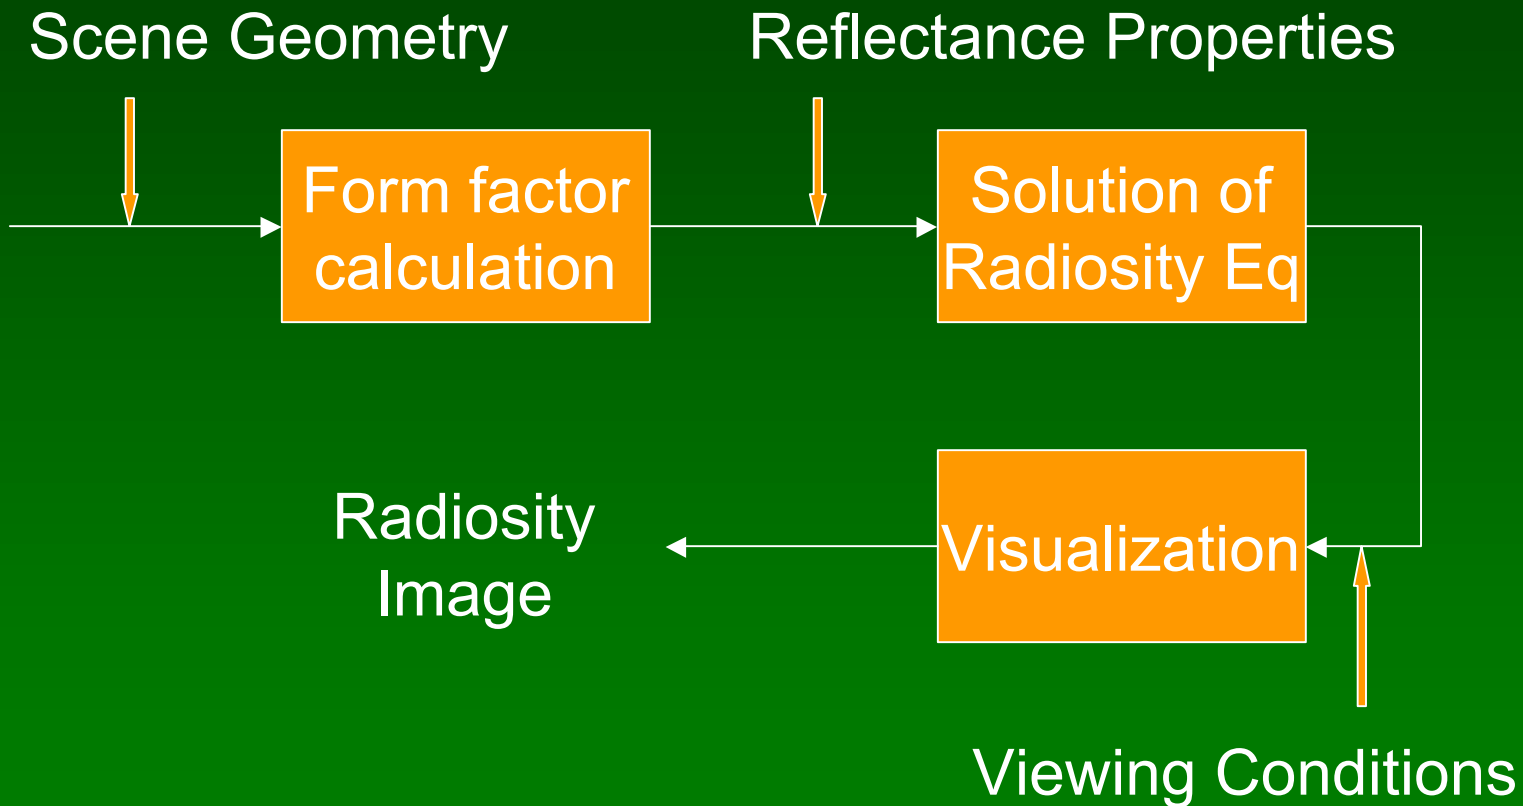 Scene Geometry
Reflectance Properties
Form factor
calculation
Solution of
Radiosity Eq
Radiosity
Image
Visualization
Viewing Conditions